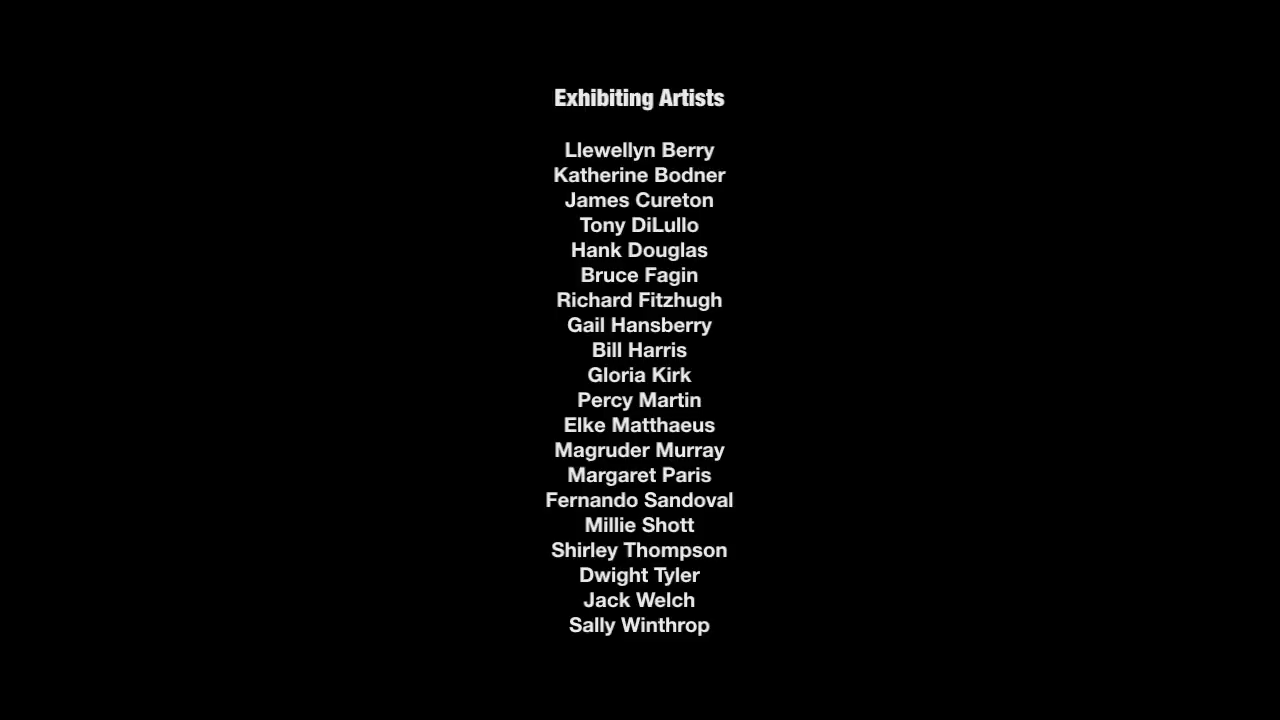 Exhibiting Artists
Llewellyn Berry
Katherine Bodner
James Cureton
Tony DiLullo
Hank Douglas
Bruce Fagin
Richard Fitzhugh
Gail Hansberry
Bill Harris
Gloria Kirk
Percy Martin
Elke Matthaeus
Magruder Murray
Margaret Paris
Fernando Sandoval
Millie Shott
Shirley Thompson
Dwight Tyler
Jack Welch
Sally Winthrop